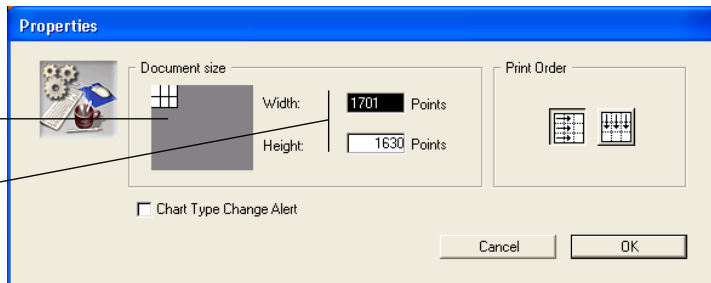 Properties
Document size
Width: 1701 Points
Height: 1630 Points
Print Order
Chart Type Change Alert
Cancel OK